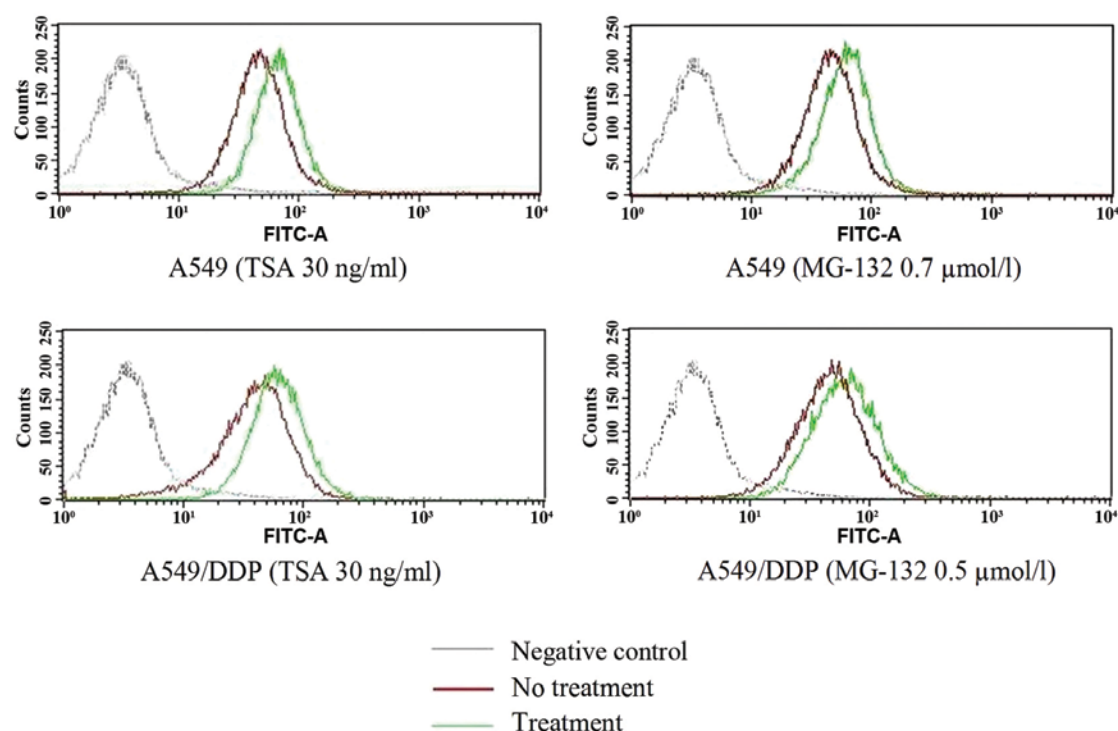 250
200
150
100
50
0
Counts
10⁰ 10¹ 10² 10³ 10⁴
FITC-A
A549 (TSA 30 ng/ml)
250
200
150
100
50
0
Counts
10⁰ 10¹ 10² 10³ 10⁴
FITC-A
A549 (MG-132 0.7 µmol/l)
250
200
150
100
50
0
Counts
10⁰ 10¹ 10² 10³ 10⁴
FITC-A
A549/DDP (TSA 30 ng/ml)
250
200
150
100
50
0
Counts
10⁰ 10¹ 10² 10³ 10⁴
FITC-A
A549/DDP (MG-132 0.5 µmol/l)
Negative control
No treatment
Treatment